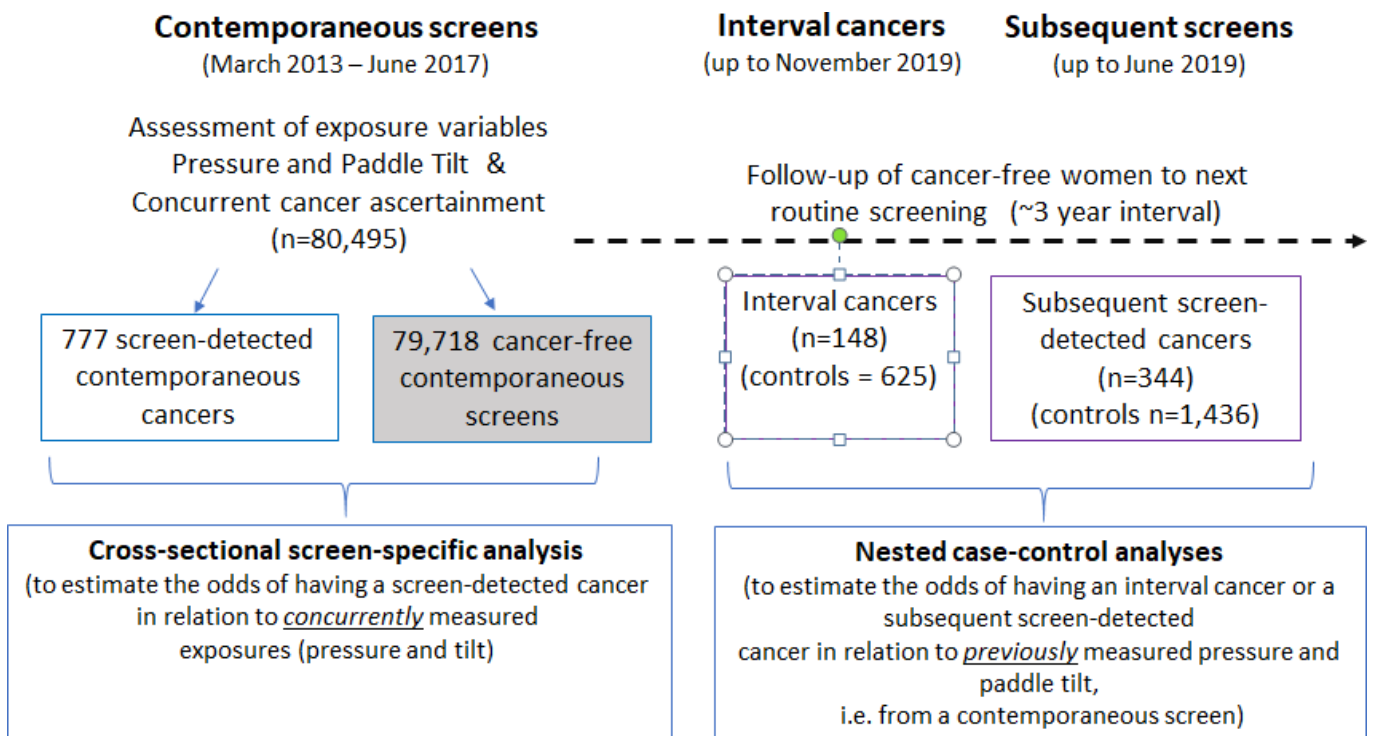 Contemporaneous screens
(March 2013 – June 2017)
Interval cancers
(up to November 2019)
Subsequent screens
(up to June 2019)
Assessment of exposure variables
Pressure and Paddle Tilt &
Concurrent cancer ascertainment
(n=80,495)
Follow-up of cancer-free women to next
routine screening (~3 year interval)
777 screen-detected
contemporaneous
cancers
79,718 cancer-free
contemporaneous
screens
Interval cancers
(n=148)
(controls = 625)
Subsequent screen-
detected cancers
(n=344)
(controls n=1,436)
Cross-sectional screen-specific analysis
(to estimate the odds of having a screen-detected cancer
in relation to concurrently measured
exposures (pressure and tilt)
Nested case-control analyses
(to estimate the odds of having an interval cancer or a
subsequent screen-detected
cancer in relation to previously measured pressure and
paddle tilt,
i.e. from a contemporaneous screen)